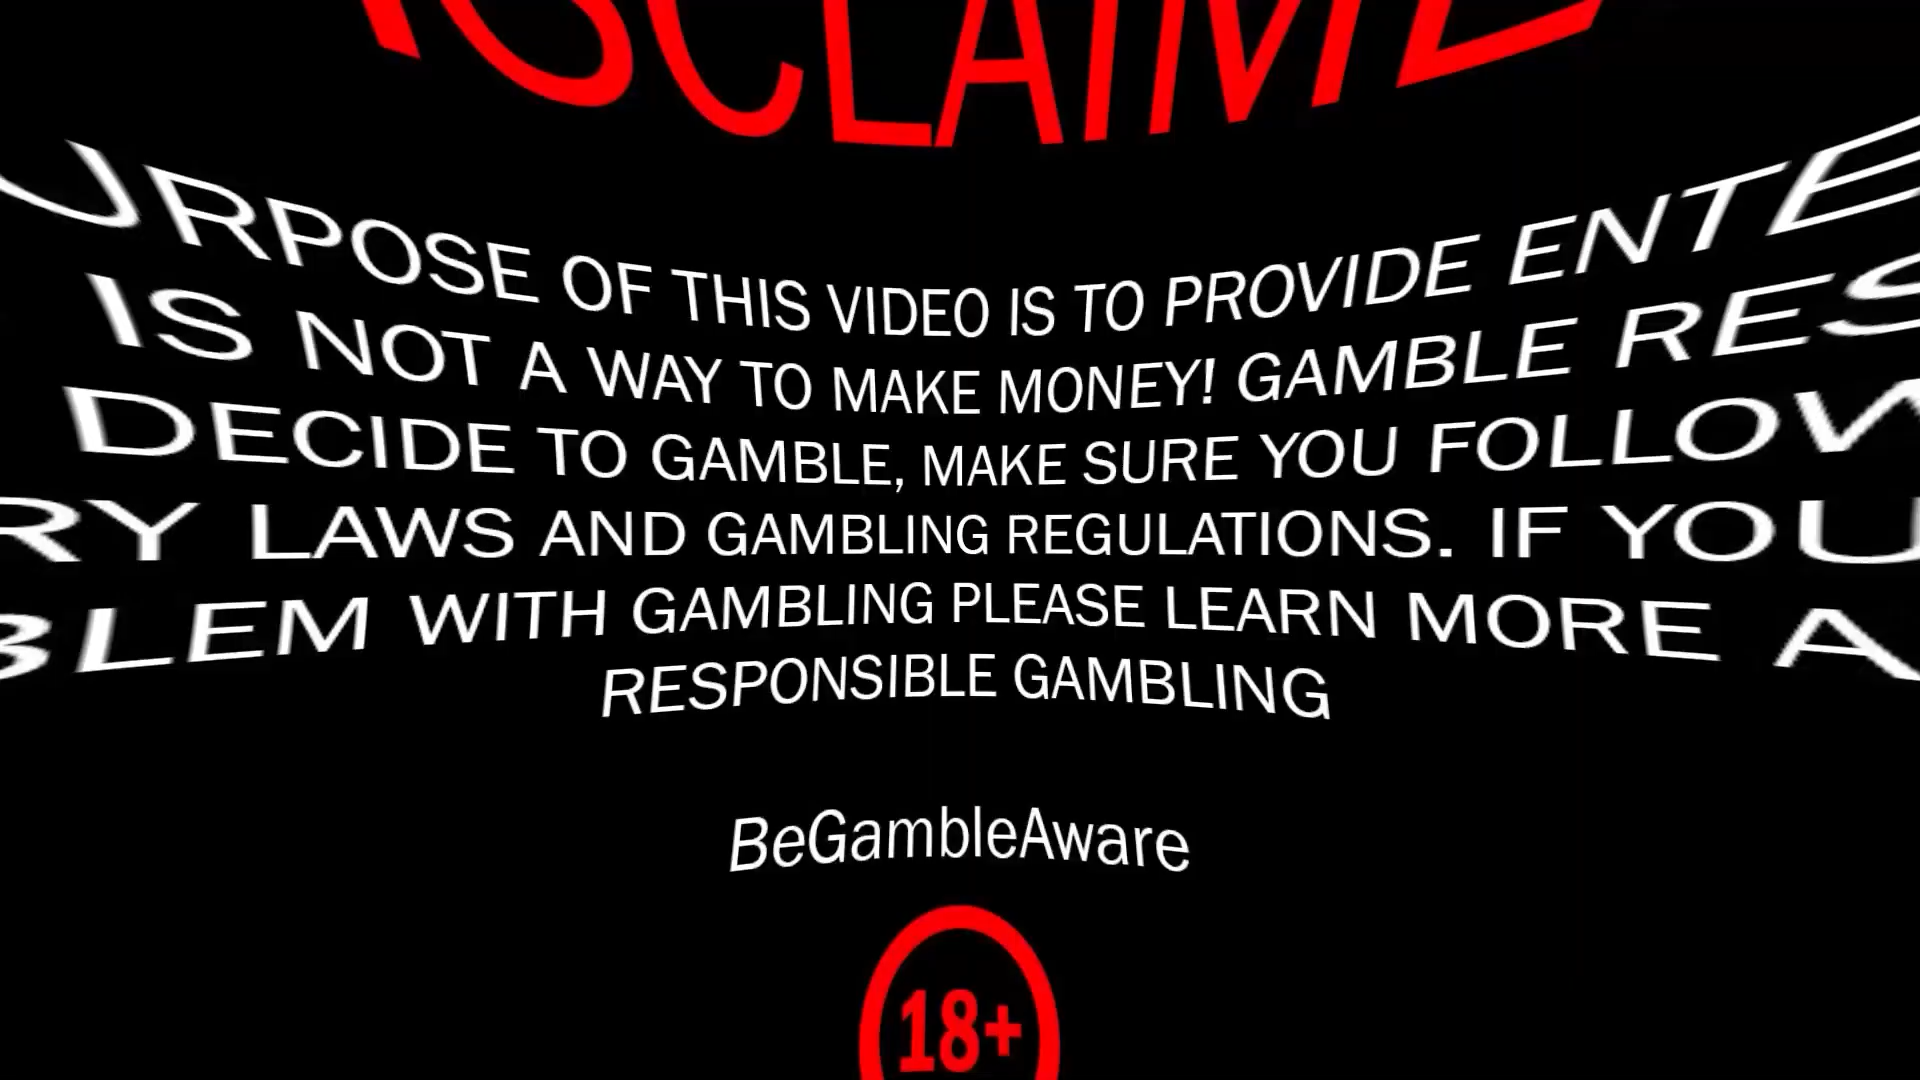 ISCLAIME
URPOSE OF THIS VIDEO IS TO PROVIDE ENTE
IS NOT A WAY TO MAKE MONEY! GAMBLE RES
DECIDE TO GAMBLE, MAKE SURE YOU FOLLOW
RY LAWS AND GAMBLING REGULATIONS. IF YOU
BLEM WITH GAMBLING PLEASE LEARN MORE A
RESPONSIBLE GAMBLING
BeGambleAware
18+